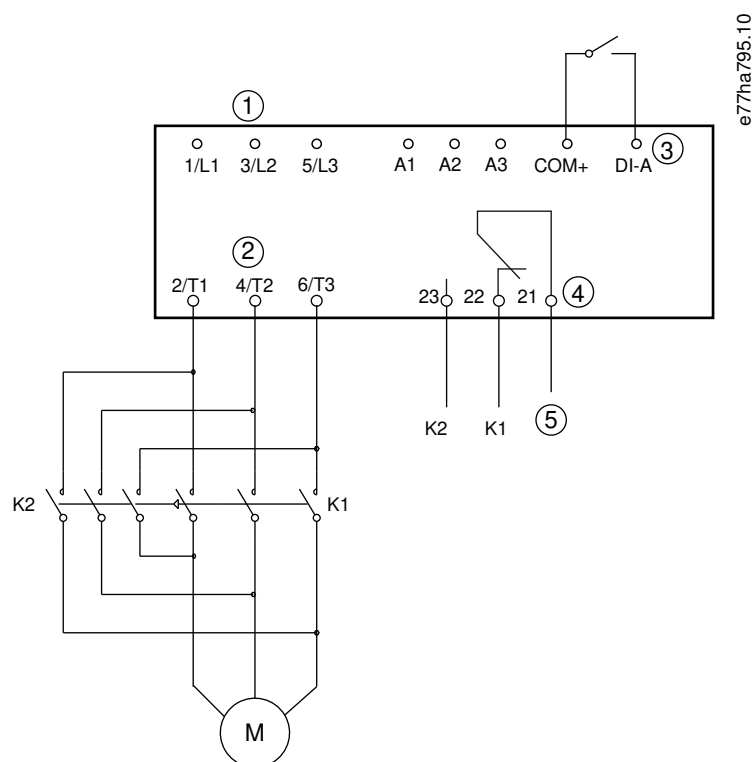 e77ha795.10
1
1/L1 3/L2 5/L3 A1 A2 A3 COM+ DI-A 3
2
2/T1 4/T2 6/T3 23 22 21 4
K2 K1 5
K2 K1
M